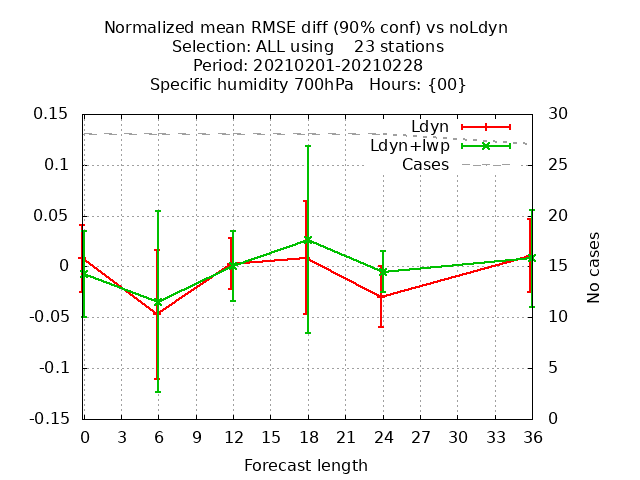 Normalized mean RMSE diff (90% conf) vs noLdyn
Selection: ALL using    23 stations
Period: 20210201-20210228
Specific humidity 700hPa   Hours: {00}
0.15
0.1
0.05
0
-0.05
-0.1
-0.15
30
25
20
15
10
5
0
Ldyn
Ldyn+lwp
Cases
No cases
0 3 6 9 12 15 18 21 24 27 30 33 36
Forecast length